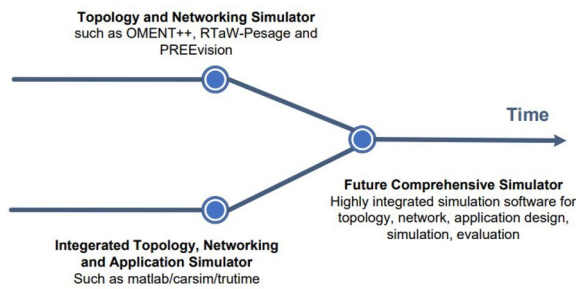 Topology and Networking Simulator
such as OMENT++, RTaW-Pesage and
PREEvision
Time
Future Comprehensive Simulator
Highly integrated simulation software for
topology, network, application design,
simulation, evaluation
Integerated Topology, Networking
and Application Simulator
Such as matlab/carsim/trutime